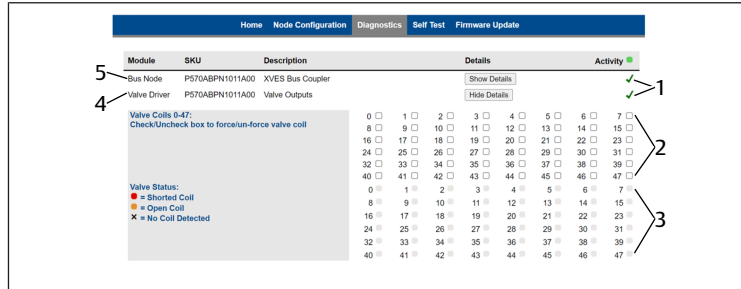 Home Node Configuration Diagnostics Self Test Firmware Update
Module SKU Description Details Activity
5 Bus Node P570ABPN1011A00 XVES Bus Coupler Show Details
1
4 Valve Driver P570ABPN1011A00 Valve Outputs Hide Details
Valve Coils 0-47:
Check/Uncheck box to force/un-force valve coil
0 1 2 3 4 5 6 7
8 9 10 11 12 13 14 15
16 17 18 19 20 21 22 23
2
24 25 26 27 28 29 30 31
32 33 34 35 36 37 38 39
40 41 42 43 44 45 46 47
Valve Status:
= Shorted Coil
= Open Coil
X = No Coil Detected
0 1 2 3 4 5 6 7
8 9 10 11 12 13 14 15
16 17 18 19 20 21 22 23
3
24 25 26 27 28 29 30 31
32 33 34 35 36 37 38 39
40 41 42 43 44 45 46 47